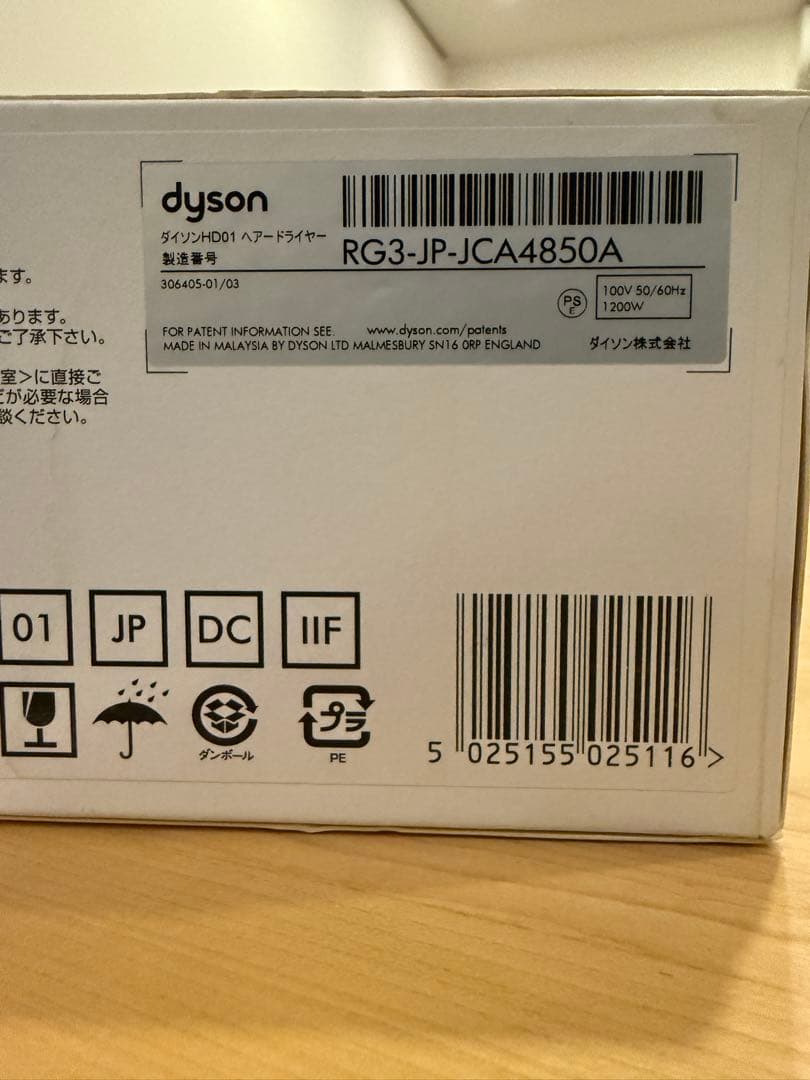 dyson
ダイソンHD01 ヘアードライヤー
製造番号
RG3-JP-JCA4850A
306405-01/03
PS
E
100V 50/60Hz
1200W
FOR PATENT INFORMATION SEE: www.dyson.com/patents
MADE IN MALAYSIA BY DYSON LTD MALMESBURY SN16 0RP ENGLAND
ダイソン株式会社
ます。
あります。
ご了承下さい。
室>に直接ご
どが必要な場合
談ください。
01 JP DC IIF
ダンボール
プラ
PE
5 025155 025116 >